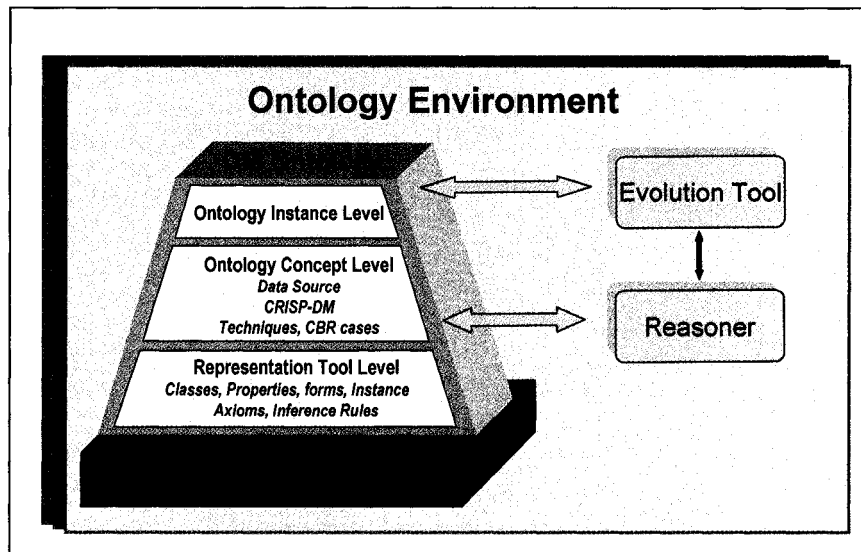 Ontology Environment
Ontology Instance Level
Ontology Concept Level
Data Source
CRISP-DM
Techniques, CBR cases
Representation Tool Level
Classes, Properties, forms, Instance
Axioms, Inference Rules
Evolution Tool
Reasoner